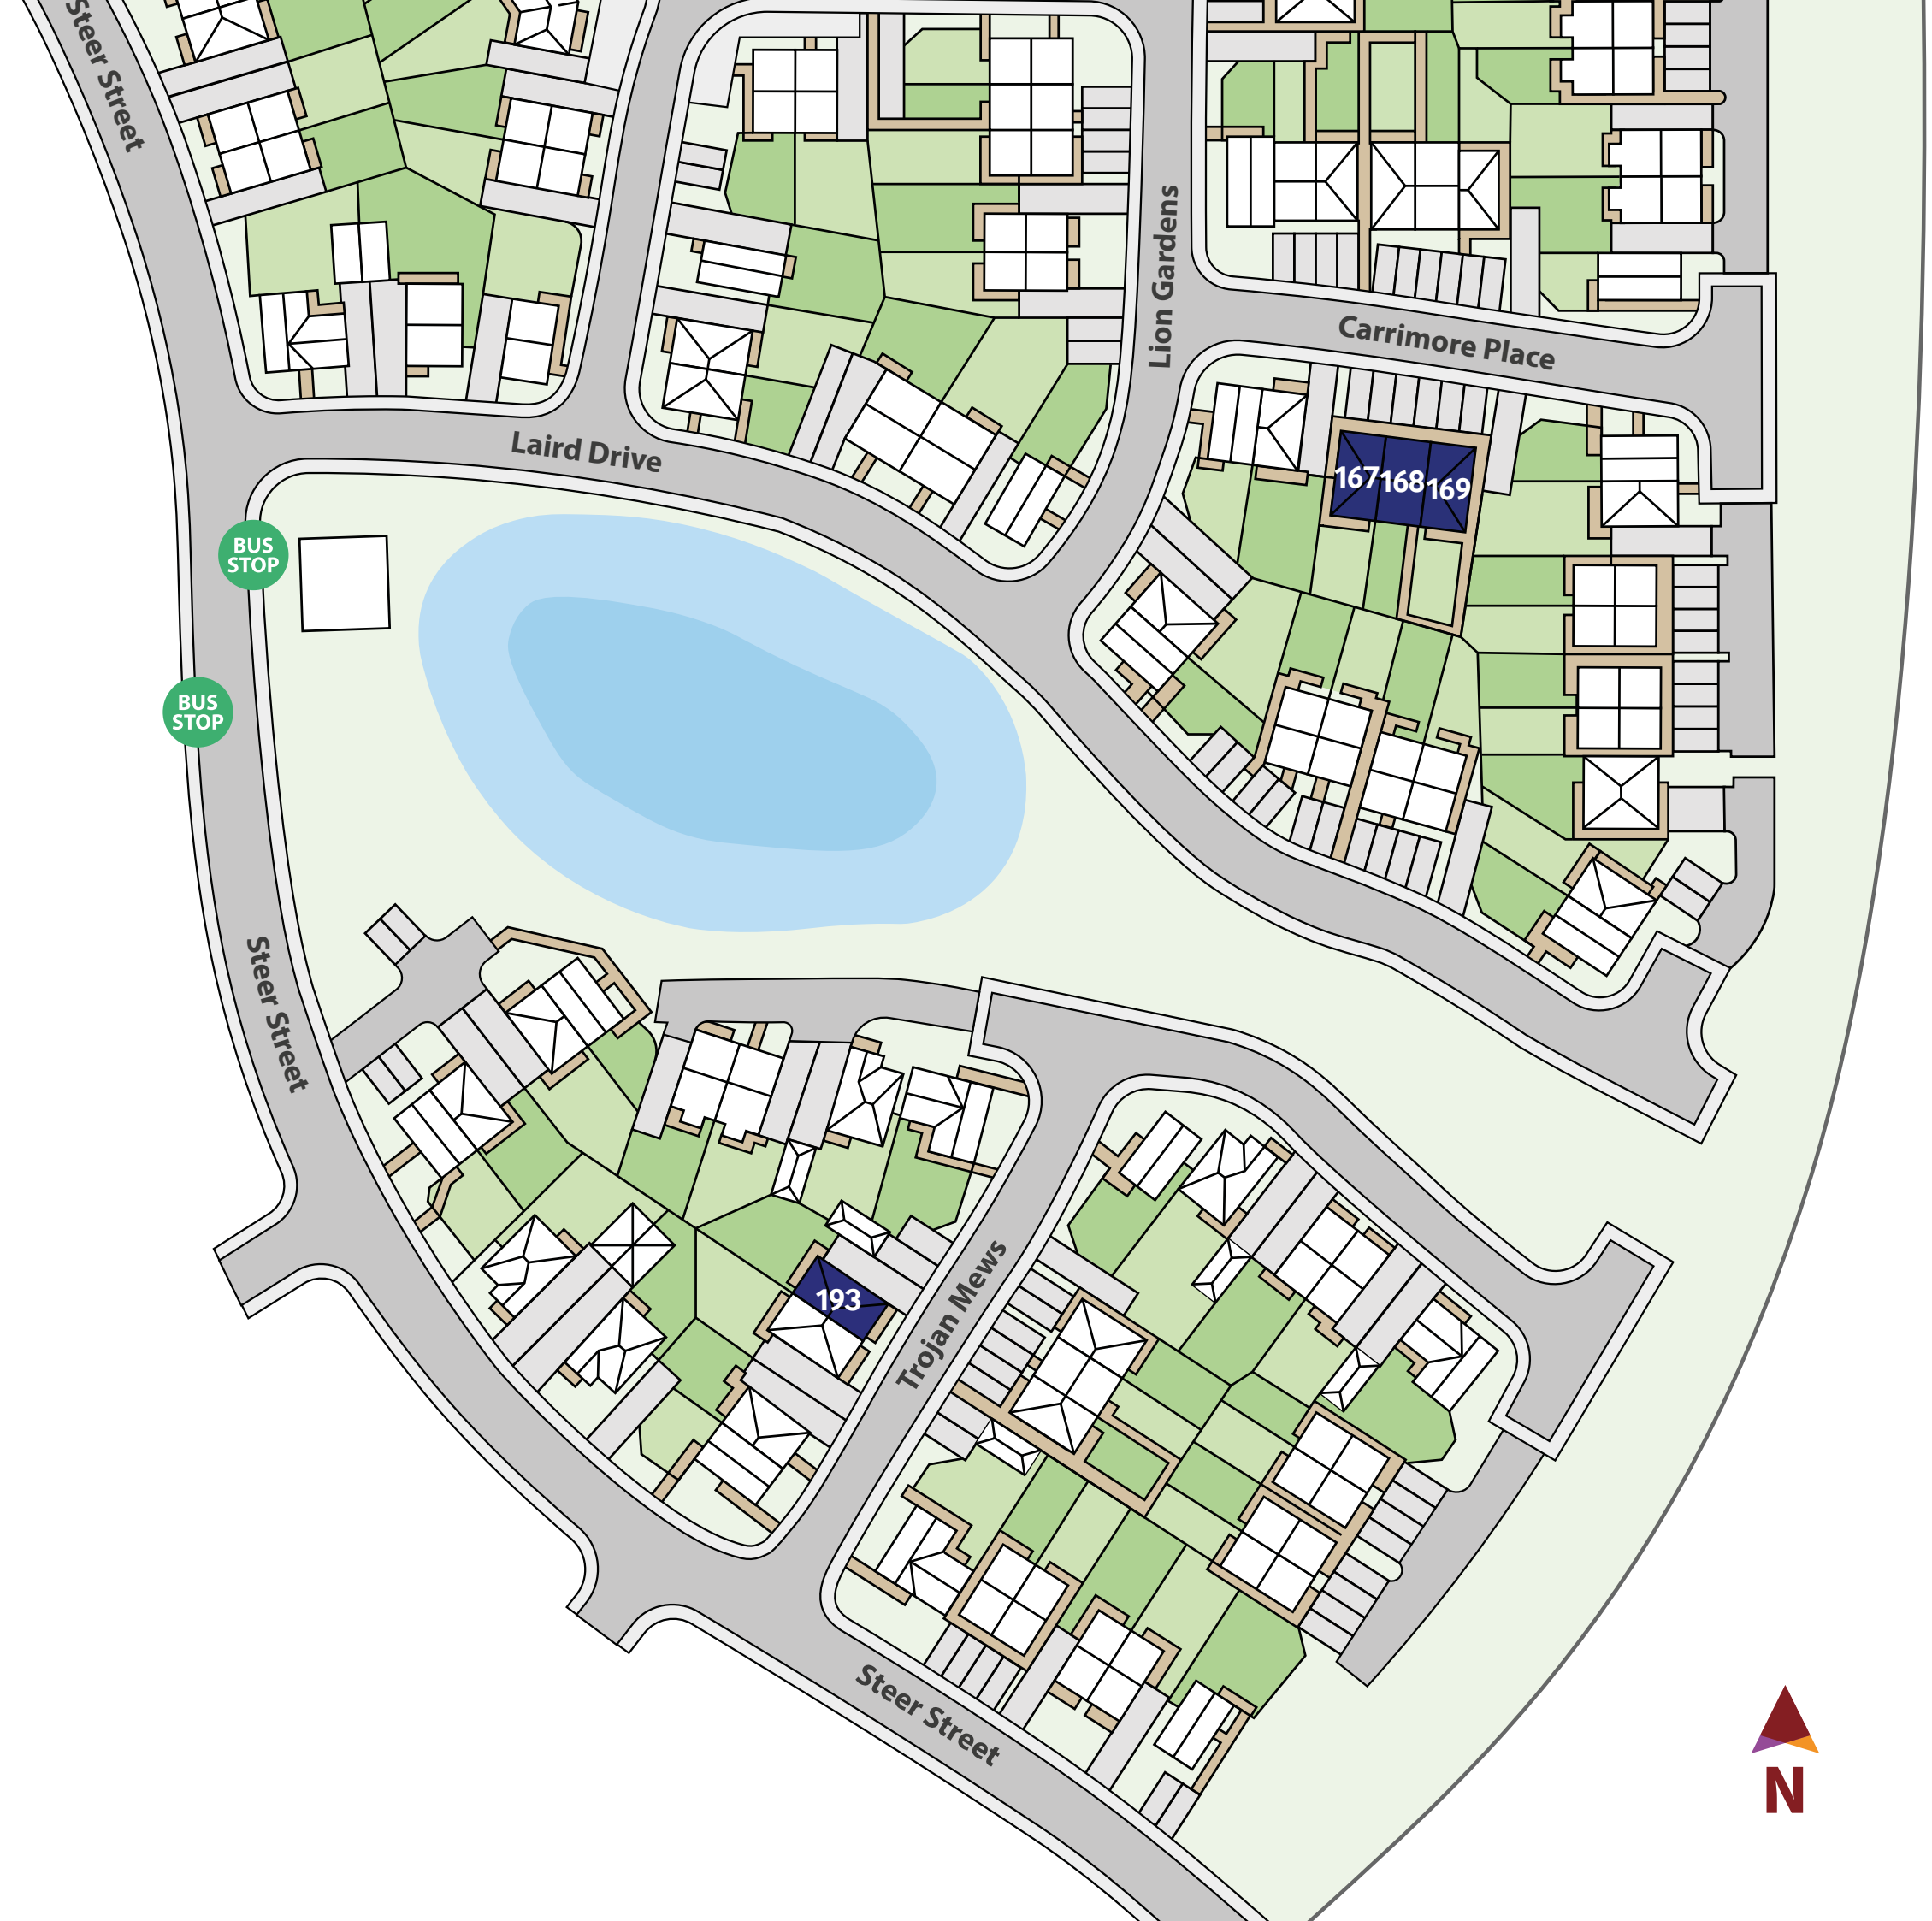 Steer Street
Lion Gardens
Carrimore Place
Laird Drive
167 168 169
BUS
STOP
BUS
STOP
Steer Street
193
Trojan Mews
Steer Street
N